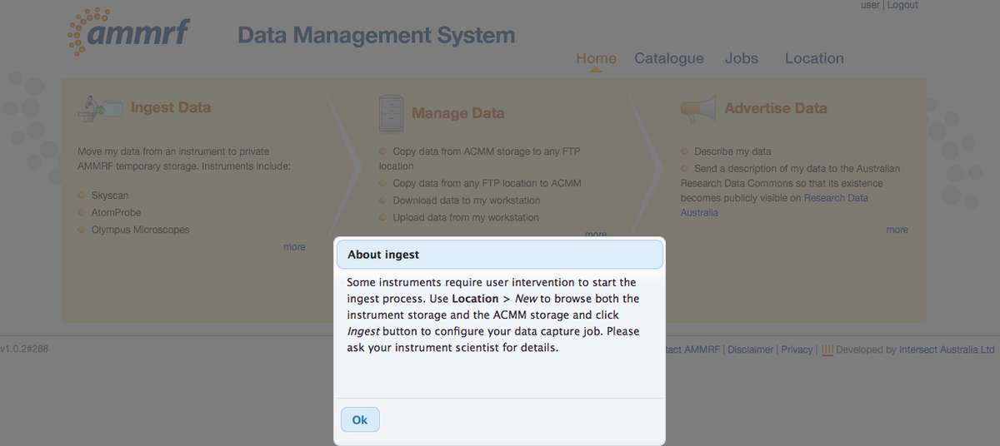 user | Logout
ammrf
Data Management System
Home Catalogue Jobs Location
Ingest Data
Move my data from an instrument to private
AMMRF temporary storage. Instruments include:
Skyscan
AtomProbe
Olympus Microscopes
more
Manage Data
Copy data from ACMM storage to any FTP
location
Copy data from any FTP location to ACMM
Download data to my workstation
Upload data from my workstation
more
Advertise Data
Describe my data
Send a description of my data to the Australian
Research Data Commons so that its existence
becomes publicly visible on Research Data
Australia
more
About ingest
Some instruments require user intervention to start the
ingest process. Use Location > New to browse both the
instrument storage and the ACMM storage and click
Ingest button to configure your data capture job. Please
ask your instrument scientist for details.
Ok
v1.0.2#288
tact AMMRF | Disclaimer | Privacy | Developed by Intersect Australia Ltd